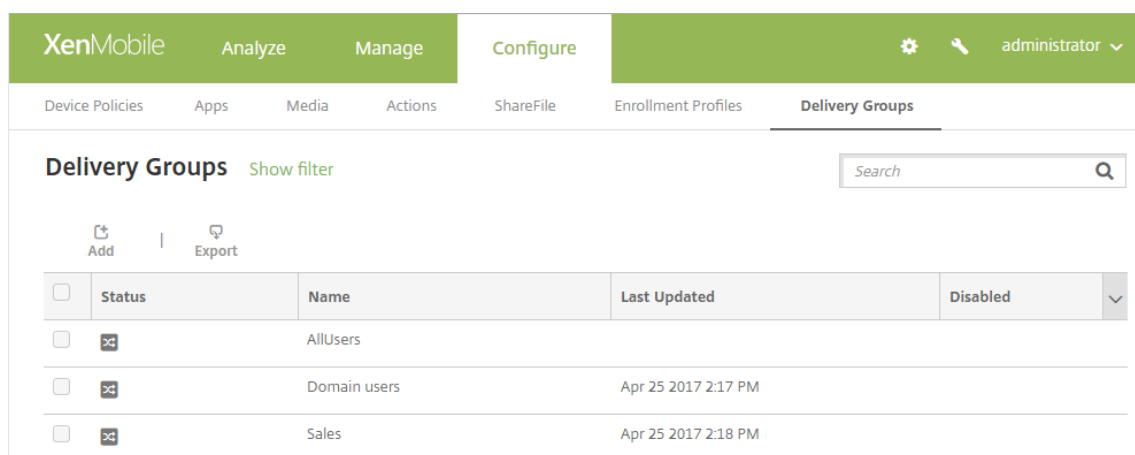 XenMobile Analyze Manage Configure administrator
Device Policies Apps Media Actions ShareFile Enrollment Profiles Delivery Groups
Delivery Groups Show filter Search
Add | Export
Status Name Last Updated Disabled
AllUsers
Domain users Apr 25 2017 2:17 PM
Sales Apr 25 2017 2:18 PM